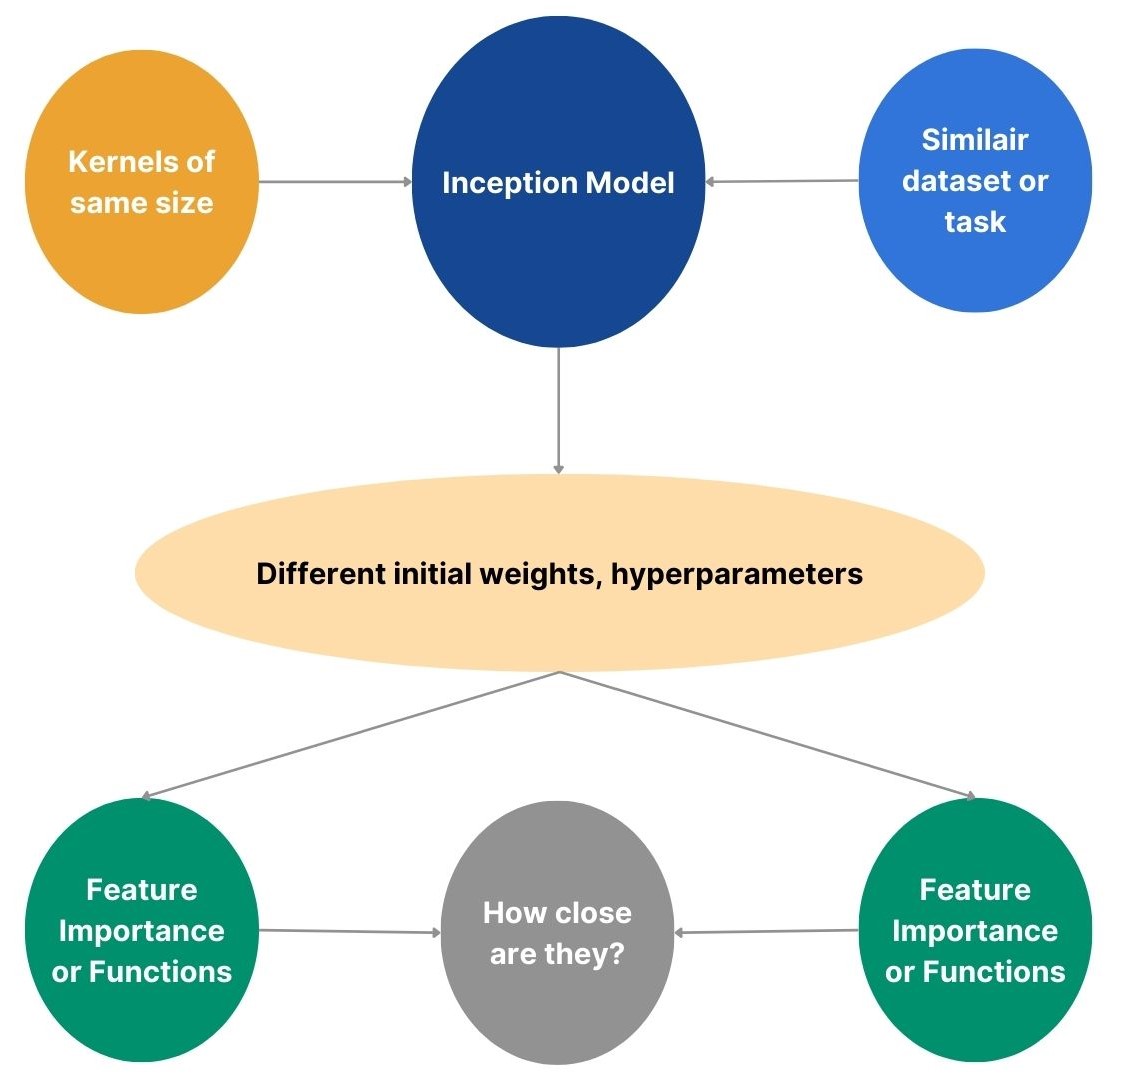 Kernels of
same size
Inception Model
Similair
dataset or
task
Different initial weights, hyperparameters
Feature
Importance
or Functions
How close
are they?
Feature
Importance
or Functions